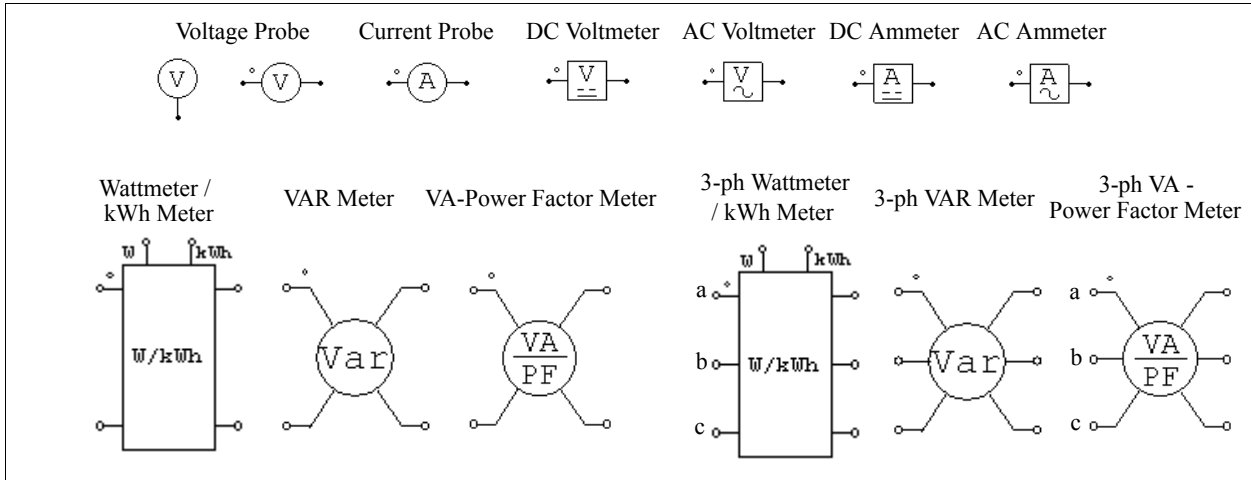 Voltage Probe Current Probe DC Voltmeter AC Voltmeter DC Ammeter AC Ammeter
V V A V V A A
Wattmeter /
kWh Meter
VAR Meter
VA-Power Factor Meter
3-ph Wattmeter
/ kWh Meter
3-ph VAR Meter
3-ph VA -
Power Factor Meter
W kWh
W/kWh
Var
VA
PF
W kWh
a
b
c
W/kWh
Var
a
b
c
VA
PF